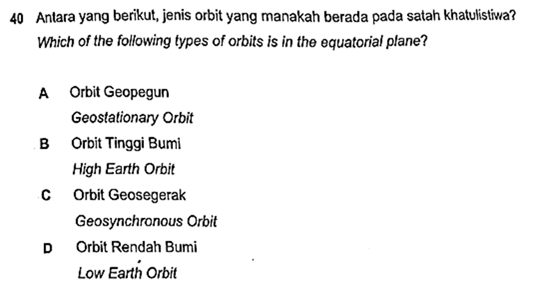 40 Antara yang berikut, jenis orbit yang manakah berada pada satah khatulistiwa?
Which of the following types of orbits is in the equatorial plane?
A Orbit Geopegun
Geostationary Orbit
B Orbit Tinggi Bumi
High Earth Orbit
C Orbit Geosegerak
Geosynchronous Orbit
D Orbit Rendah Bumi
Low Earth Orbit